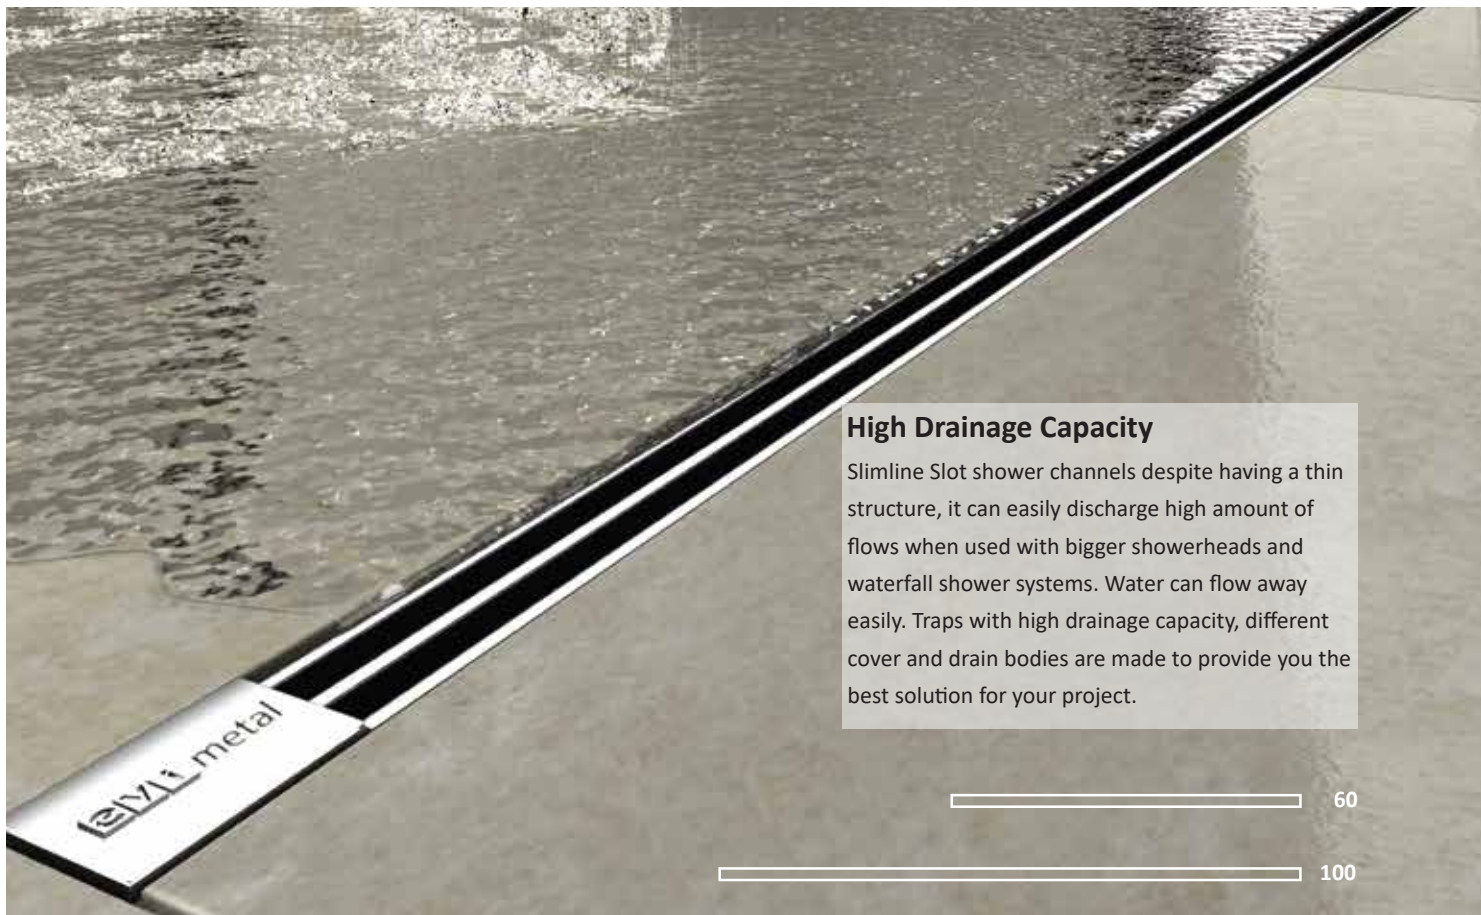 High Drainage Capacity
Slimline Slot shower channels despite having a thin
structure, it can easily discharge high amount of
flows when used with bigger showerheads and
waterfall shower systems. Water can flow away
easily. Traps with high drainage capacity, different
cover and drain bodies are made to provide you the
best solution for your project.
metal
60
100